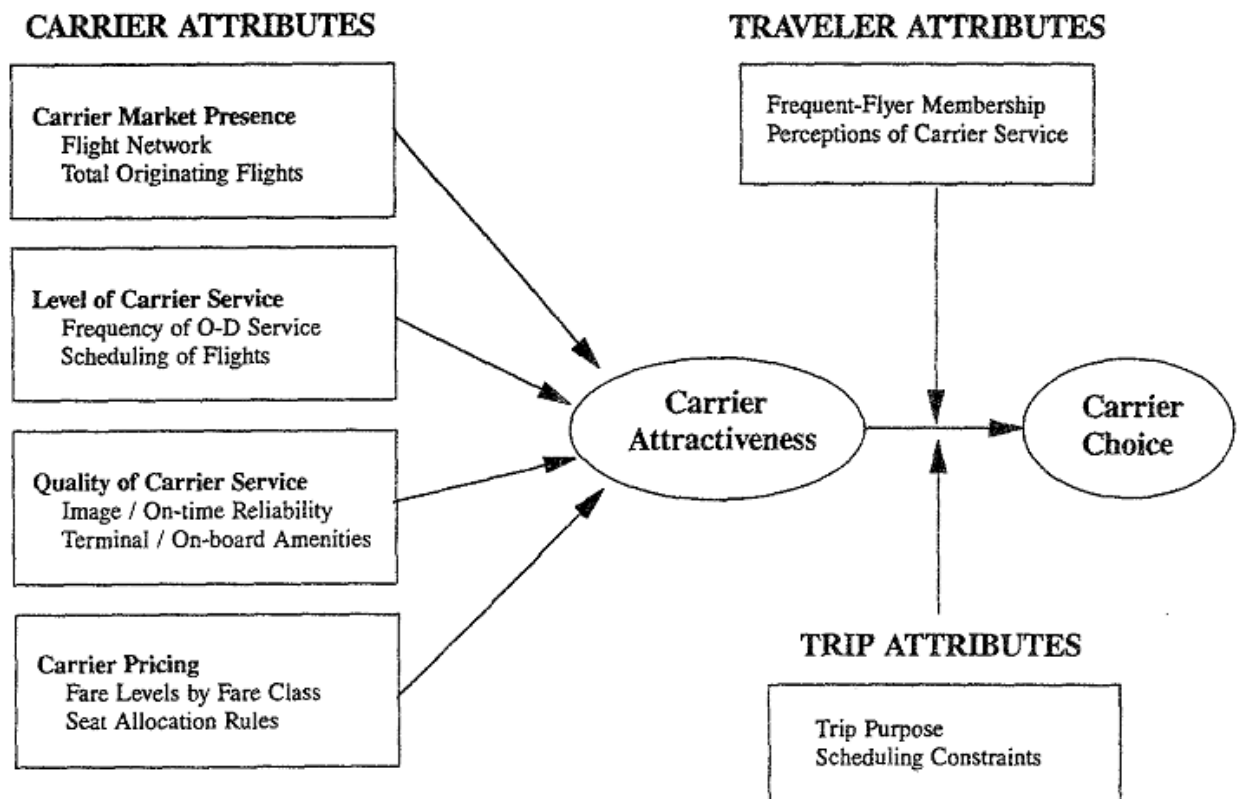 CARRIER ATTRIBUTES
Carrier Market Presence
Flight Network
Total Originating Flights
Level of Carrier Service
Frequency of O-D Service
Scheduling of Flights
Quality of Carrier Service
Image / On-time Reliability
Terminal / On-board Amenities
Carrier Pricing
Fare Levels by Fare Class
Seat Allocation Rules
Carrier
Attractiveness
TRAVELER ATTRIBUTES
Frequent-Flyer Membership
Perceptions of Carrier Service
Carrier
Choice
TRIP ATTRIBUTES
Trip Purpose
Scheduling Constraints